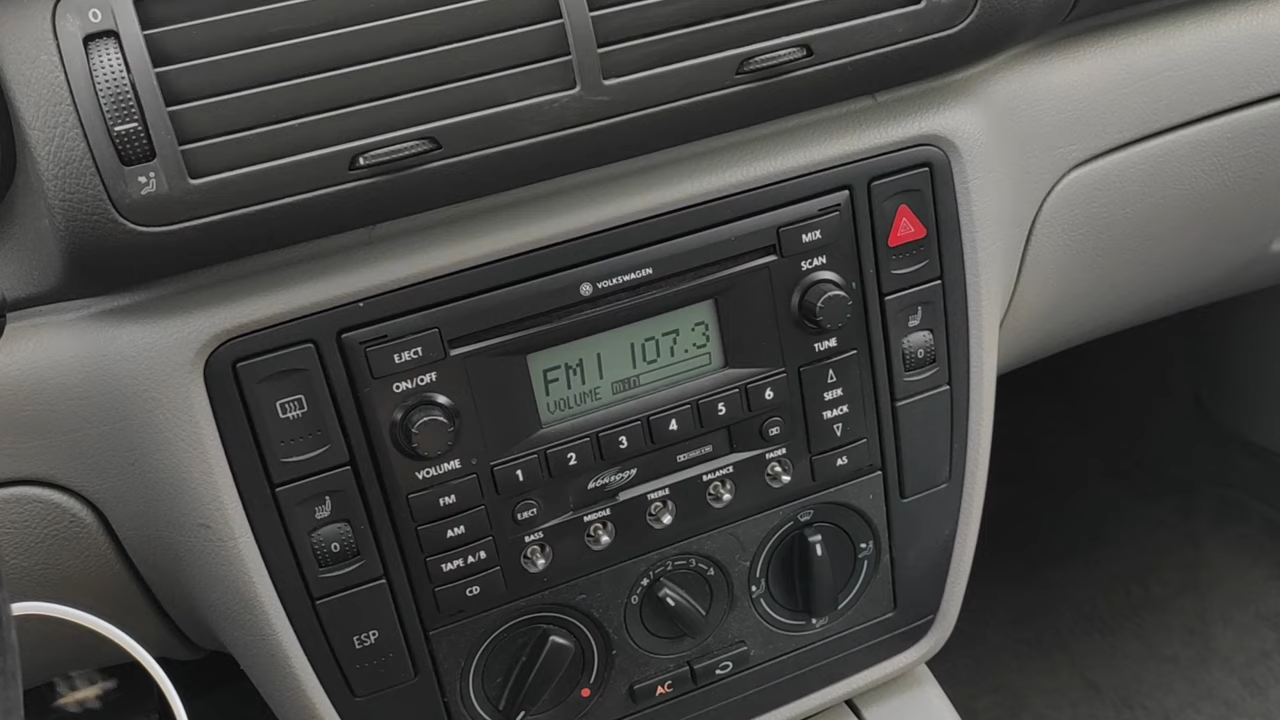 0
VOLKSWAGEN
MIX
SCAN
EJECT
ON/OFF
FM1 107.3
VOLUME min
TUNE
SEEK
TRACK
AS
VOLUME
1 2 3 4 5 6
MONSOON
FM
AM
TAPE A/B
CD
EJECT
BASS MIDDLE TREBLE BALANCE FADER
0
0
ESP
0 1 2 3 4
AC